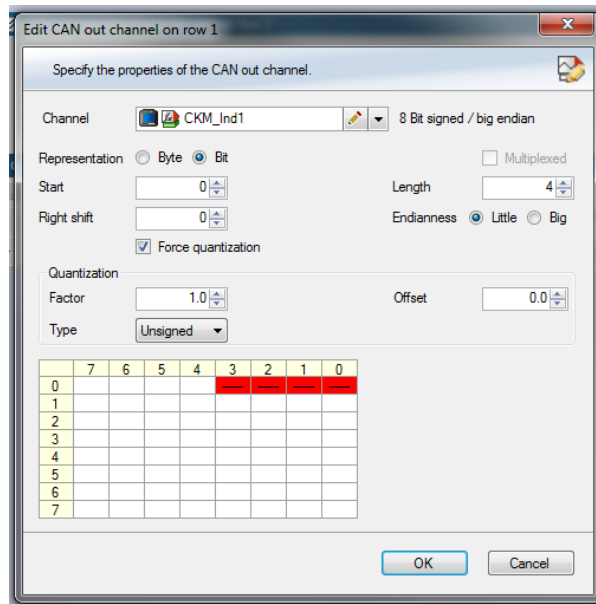 Edit CAN out channel on row 1
Specify the properties of the CAN out channel.
Channel CKM_Ind1 8 Bit signed / big endian
Representation Byte Bit Multiplexed
Start 0 Length 4
Right shift 0 Endianness Little Big
Force quantization
Quantization
Factor 1.0 Offset 0.0
Type Unsigned
7 6 5 4 3 2 1 0
0
1
2
3
4
5
6
7
OK Cancel